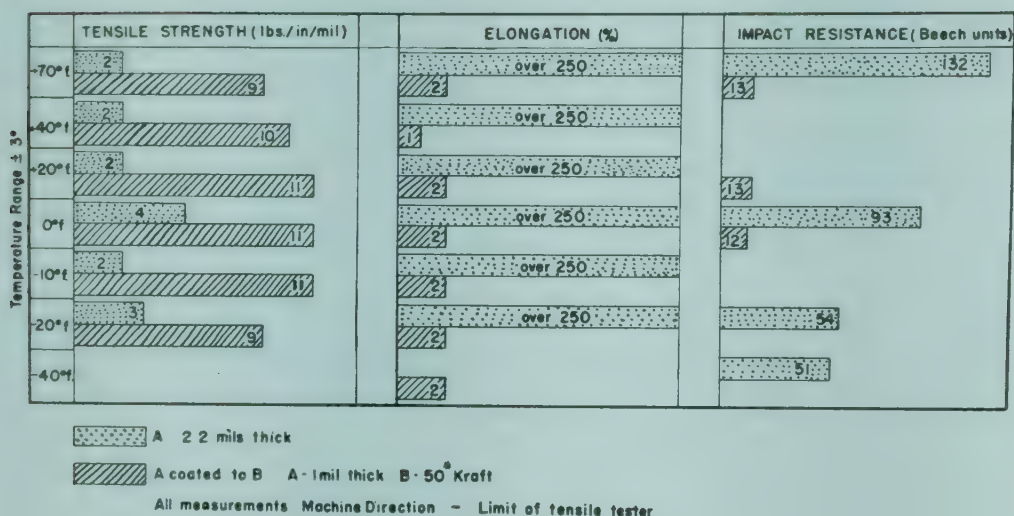 TENSILE STRENGTH (lbs./in/mil) ELONGATION (%) IMPACT RESISTANCE (Beech units)
Temperature Range ± 3°
+70°f. 2 over 250 132
9 2 13
+40°f. 2 over 250
10 1
+20°f. 2 over 250
11 2 13
0°f. 4 over 250 93
11 2 12
-10°f. 2 over 250
11 2
-20°f. 3 over 250 54
9 2
-40°f. 51
2
A 2 2 mils thick
A coated to B A-1mil thick B-50# Kraft
All measurements Machine Direction - Limit of tensile tester